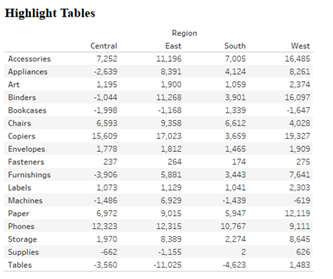 Highlight Tables
Region
Central East South West
Accessories 7,252 11,196 7,005 16,485
Appliances -2,639 8,391 4,124 8,261
Art 1,195 1,900 1,059 2,374
Binders -1,044 11,268 3,901 16,097
Bookcases -1,998 -1,168 1,339 -1,647
Chairs 6,593 9,358 6,612 4,028
Copiers 15,609 17,023 3,659 19,327
Envelopes 1,778 1,812 1,465 1,909
Fasteners 237 264 174 275
Furnishings -3,906 5,881 3,443 7,641
Labels 1,073 1,129 1,041 2,303
Machines -1,486 6,929 -1,439 -619
Paper 6,972 9,015 5,947 12,119
Phones 12,323 12,315 10,767 9,111
Storage 1,970 8,389 2,274 8,645
Supplies -662 -1,155 2 626
Tables -3,560 -11,025 -4,623 1,483